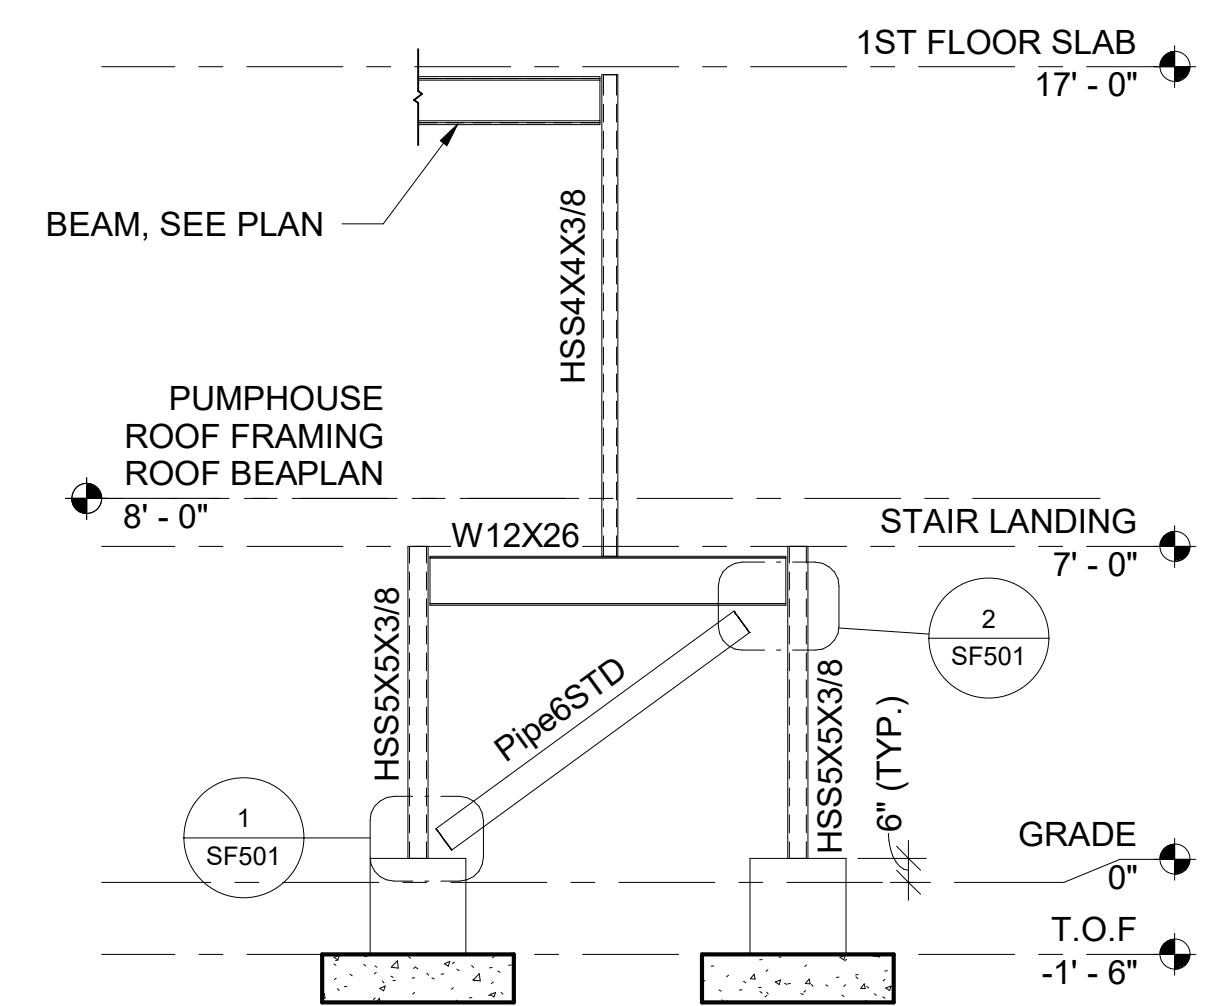 1ST FLOOR SLAB
17' - 0"
BEAM, SEE PLAN
HSS4X4X3/8
PUMPHOUSE
ROOF FRAMING
ROOF BEAPLAN
8' - 0"
W12X26
STAIR LANDING
7' - 0"
HSS5X5X3/8
2
SF501
Pipe6STD
HSS5X5X3/8
6" (TYP.)
1
SF501
GRADE
0"
T.O.F
-1' - 6"